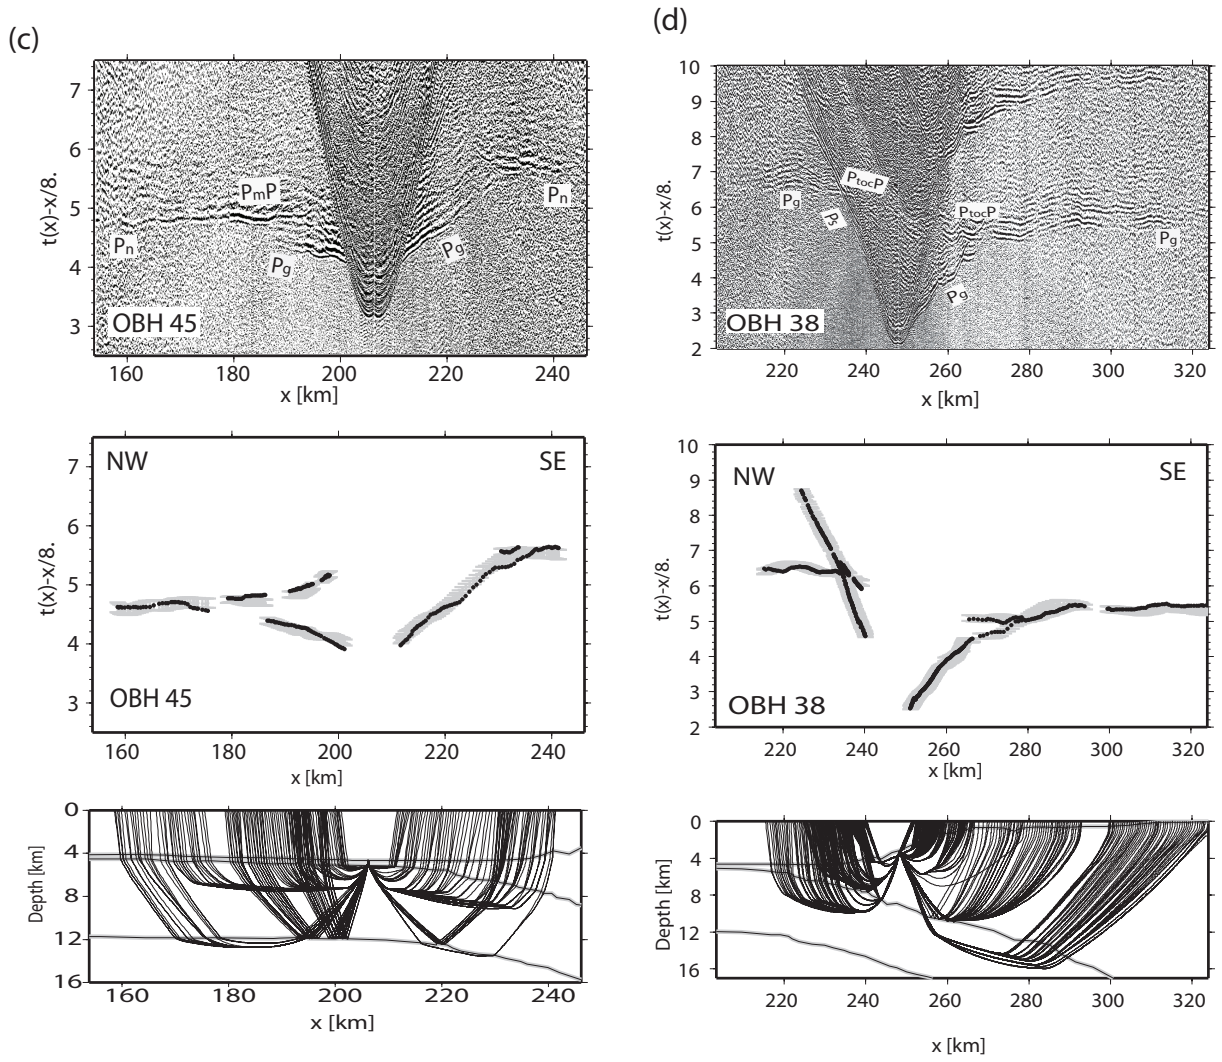 (c)
7
6
5
4
3
t(x)-x/8.
PmP
Pn
Pg
Pg
Pn
OBH 45
160 180 200 220 240
x [km]
NW SE
7
6
5
4
3
t(x)-x/8.
OBH 45
160 180 200 220 240
x [km]
0
4
8
12
16
Depth [km]
160 180 200 220 240
x [km]
(d)
10
9
8
7
6
5
4
3
2
t(x)-x/8.
PtocP
Pg
Ps
PtocP
Pg
Pg
OBH 38
220 240 260 280 300 320
x [km]
NW SE
10
9
8
7
6
5
4
3
2
t(x)-x/8.
OBH 38
220 240 260 280 300 320
x [km]
0
4
8
12
16
Depth [km]
220 240 260 280 300 320
x [km]